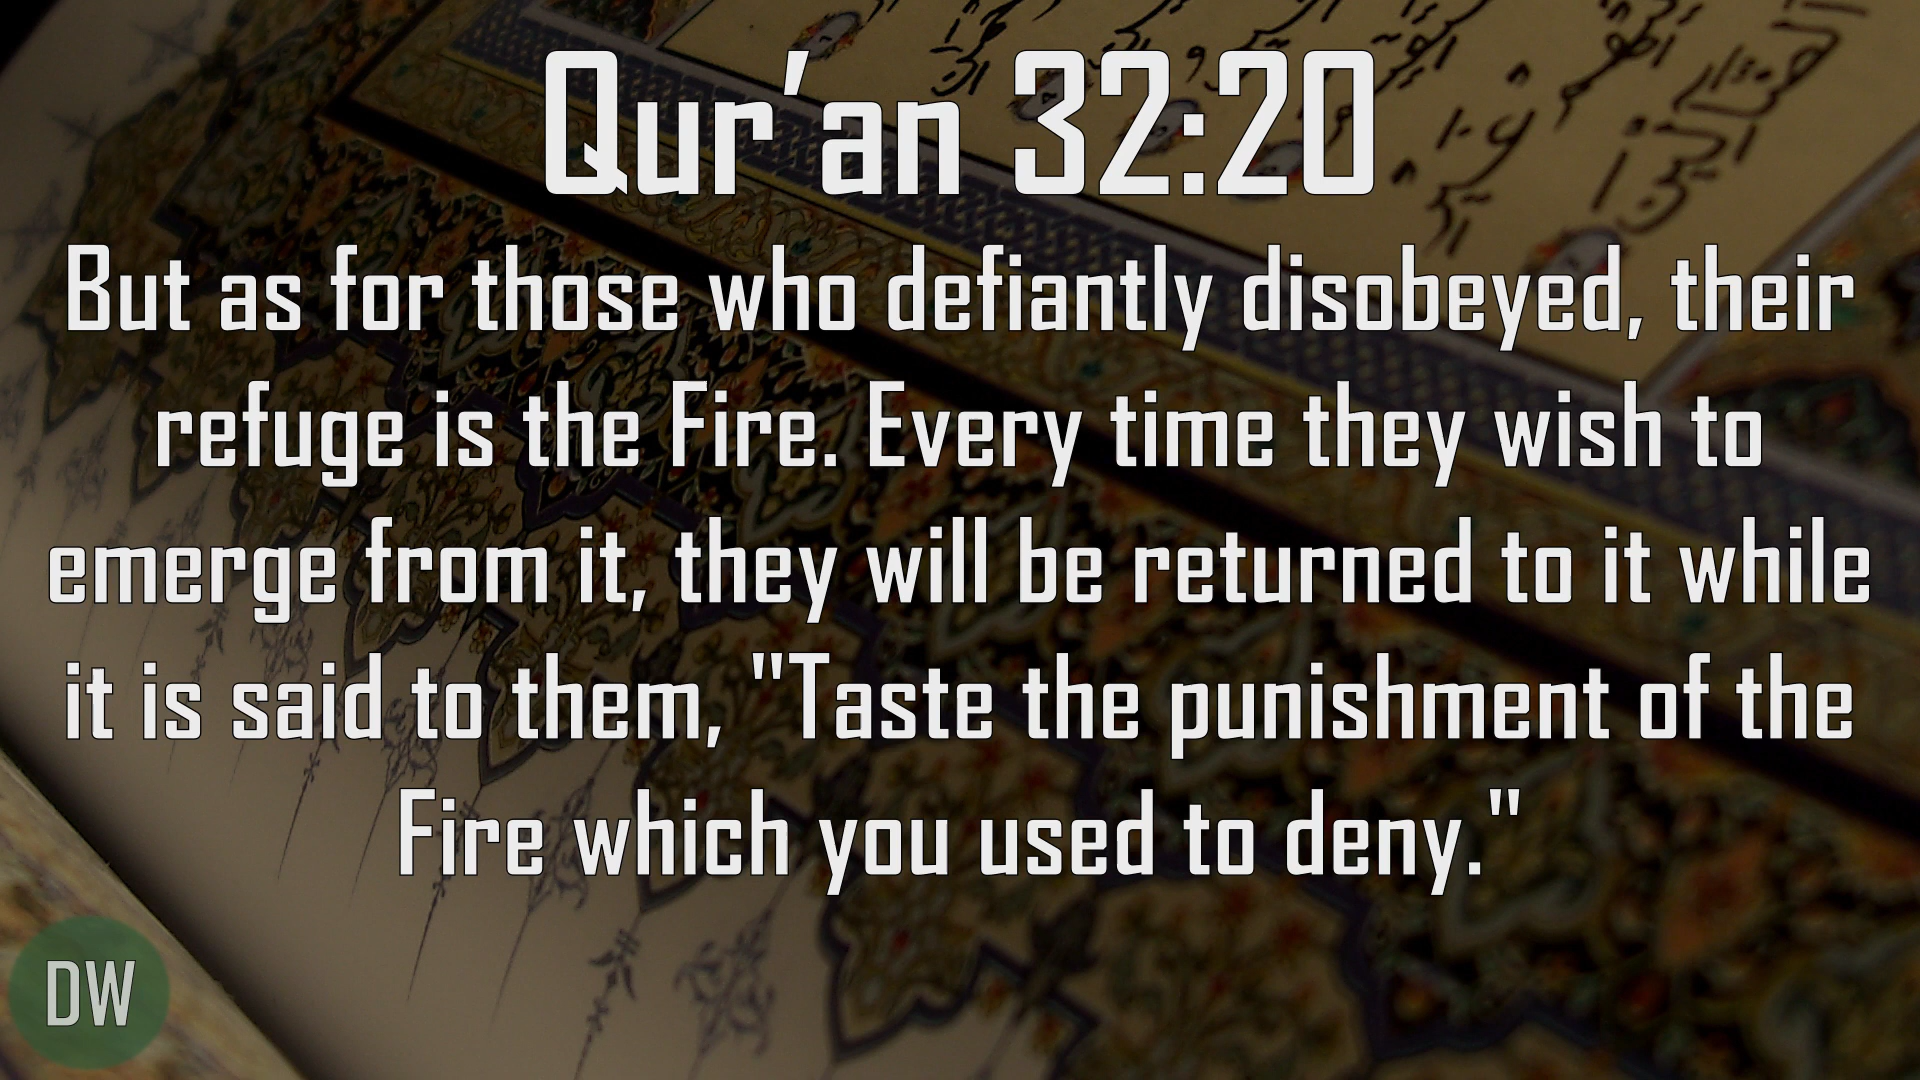 Qur’an 32:20
But as for those who defiantly disobeyed, their
refuge is the Fire. Every time they wish to
emerge from it, they will be returned to it while
it is said to them, "Taste the punishment of the
Fire which you used to deny."
DW